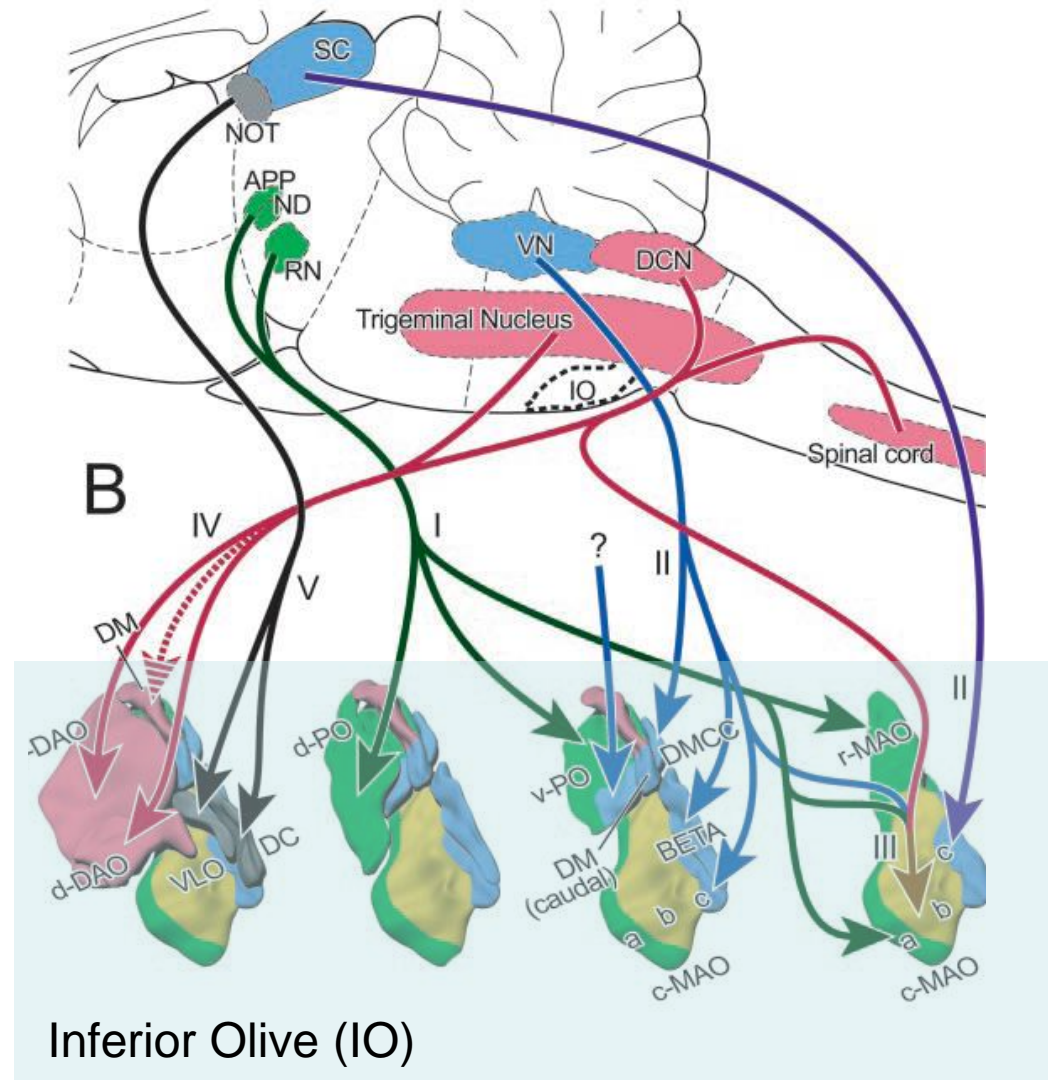 SC
NOT
APP
ND
RN
VN
DCN
Trigeminal Nucleus
IO
Spinal cord
B
IV
I
V
?
II
DM
II
-DAO
d-PO
DMCC
r-MAO
v-PO
BETA
DC
III
c
d-DAO
VLO
DM
(caudal)
c
b
a
b
a
c-MAO
c-MAO
Inferior Olive (IO)